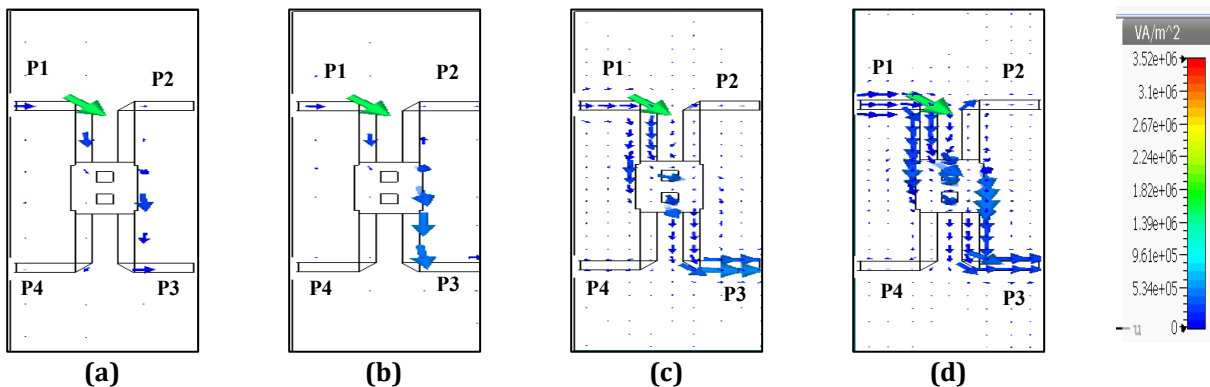 P1 P2
P4 P3
(a)
P1 P2
P4 P3
(b)
P1 P2
P4 P3
(c)
P1 P2
P4 P3
(d)
VA/m^2
3.52e+06
3.1e+06
2.67e+06
2.24e+06
1.82e+06
1.39e+06
9.61e+05
5.34e+05
0
u